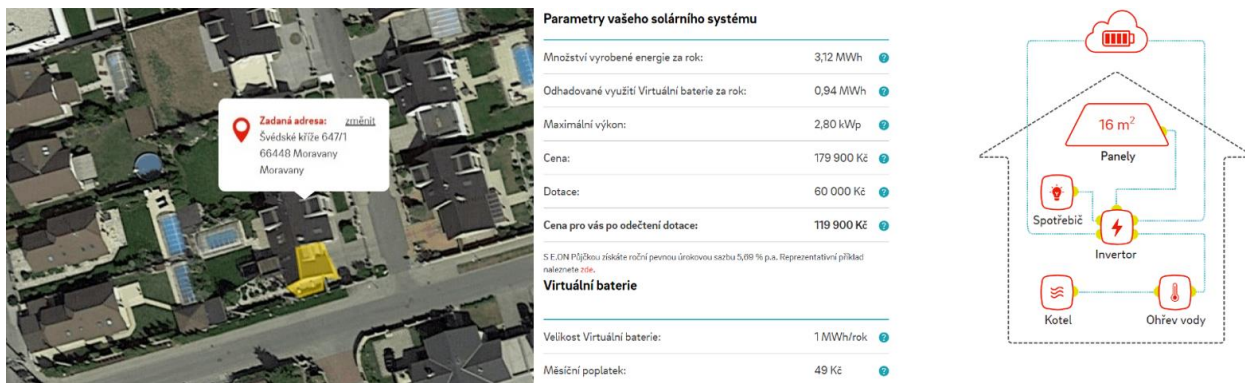 Zadaná adresa: změnit
Švédské kříže 647/1
66448 Moravany
Moravany
Parametry vašeho solárního systému
Množství vyrobené energie za rok: 3,12 MWh ?
Odhadované využití Virtuální baterie za rok: 0,94 MWh ?
Maximální výkon: 2,80 kWp ?
Cena: 179 900 Kč ?
Dotace: 60 000 Kč ?
Cena pro vás po odečtení dotace: 119 900 Kč ?
S E.ON Půjčkou získáte roční pevnou úrokovou sazbu 5,69 % p.a. Reprezentativní příklad
naleznete zde.
Virtuální baterie
Velikost Virtuální baterie: 1 MWh/rok ?
Měsíční poplatek: 49 Kč ?
16 m²
Panely
Spotřebič
Invertor
Kotel
Ohřev vody